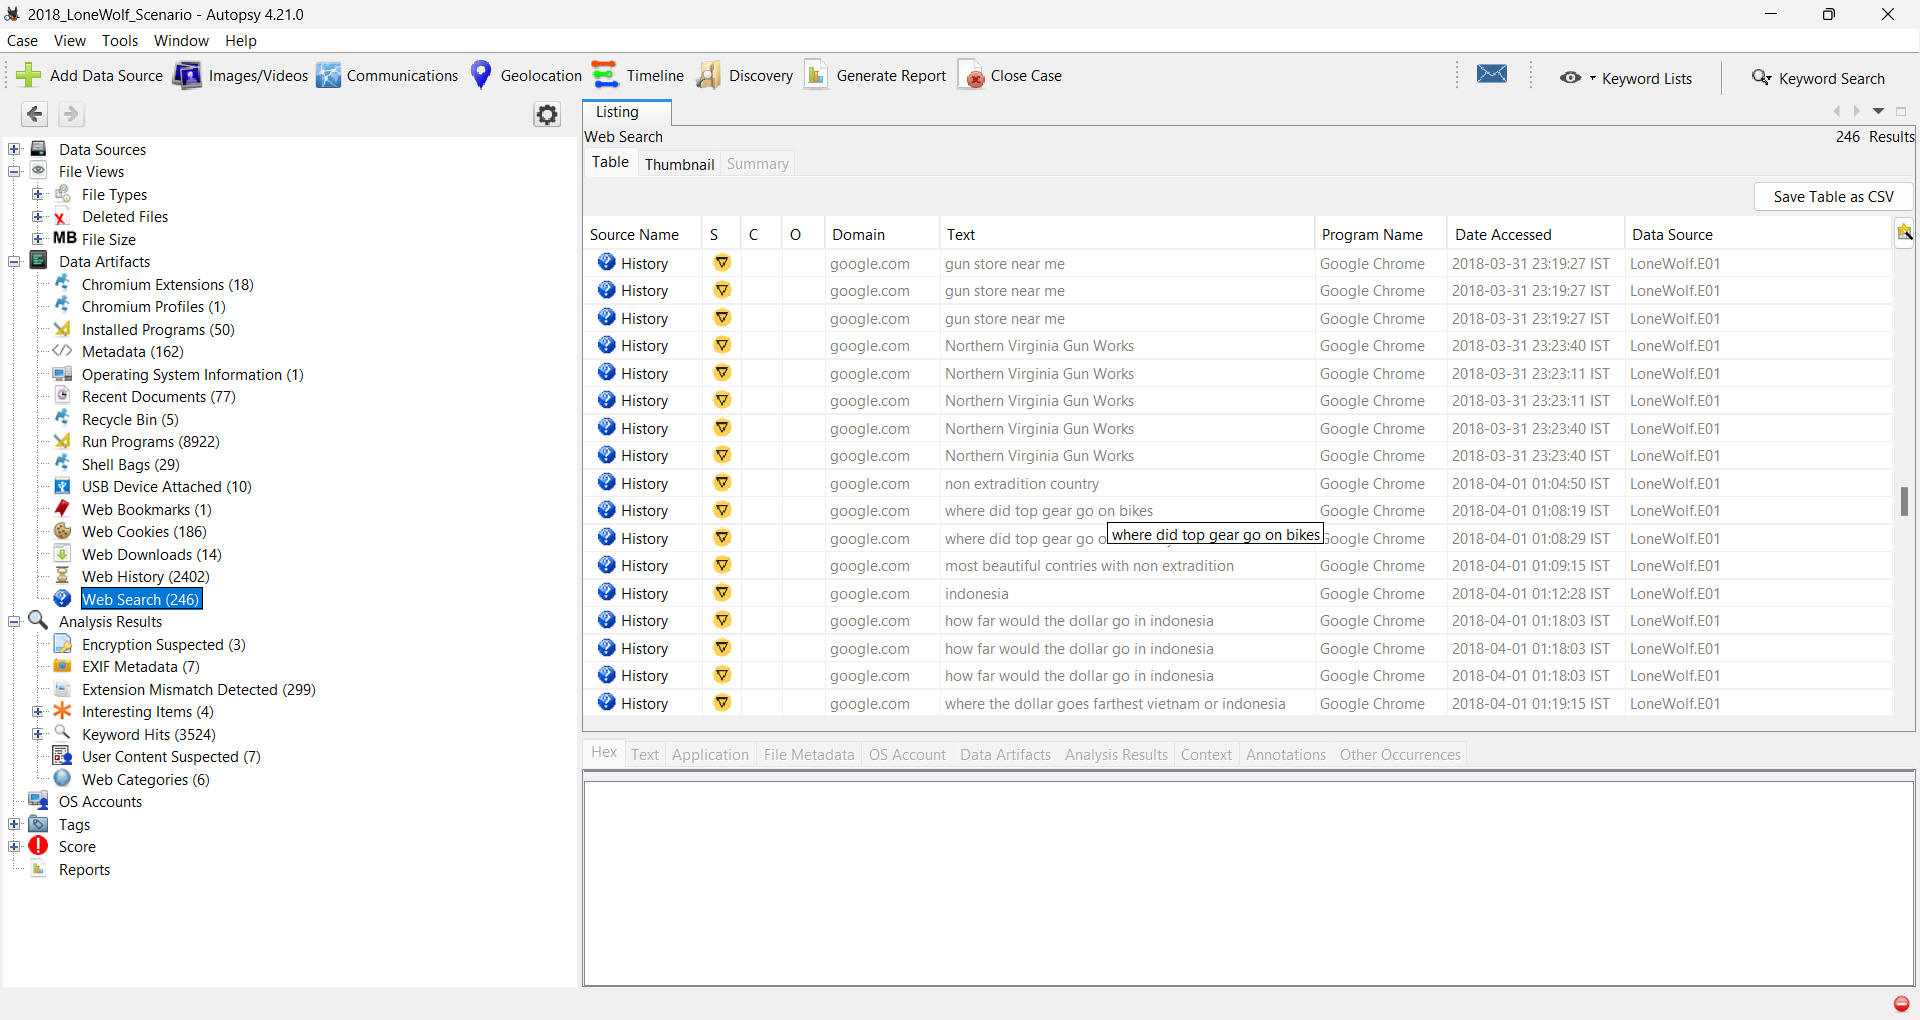 2018_LoneWolf_Scenario - Autopsy 4.21.0
Case View Tools Window Help
Add Data Source Images/Videos Communications Geolocation Timeline Discovery Generate Report Close Case Keyword Lists Keyword Search
Listing
Web Search 246 Results
Table Thumbnail Summary
Save Table as CSV
Data Sources
File Views
File Types
Deleted Files
MB File Size
Data Artifacts
Chromium Extensions (18)
Chromium Profiles (1)
Installed Programs (50)
Metadata (162)
Operating System Information (1)
Recent Documents (77)
Recycle Bin (5)
Run Programs (8922)
Shell Bags (29)
USB Device Attached (10)
Web Bookmarks (1)
Web Cookies (186)
Web Downloads (14)
Web History (2402)
Web Search (246)
Analysis Results
Encryption Suspected (3)
EXIF Metadata (7)
Extension Mismatch Detected (299)
Interesting Items (4)
Keyword Hits (3524)
User Content Suspected (7)
Web Categories (6)
OS Accounts
Tags
Score
Reports
Source Name S C O Domain Text Program Name Date Accessed Data Source
History google.com gun store near me Google Chrome 2018-03-31 23:19:27 IST LoneWolf.E01
History google.com gun store near me Google Chrome 2018-03-31 23:19:27 IST LoneWolf.E01
History google.com gun store near me Google Chrome 2018-03-31 23:19:27 IST LoneWolf.E01
History google.com Northern Virginia Gun Works Google Chrome 2018-03-31 23:23:40 IST LoneWolf.E01
History google.com Northern Virginia Gun Works Google Chrome 2018-03-31 23:23:11 IST LoneWolf.E01
History google.com Northern Virginia Gun Works Google Chrome 2018-03-31 23:23:11 IST LoneWolf.E01
History google.com Northern Virginia Gun Works Google Chrome 2018-03-31 23:23:40 IST LoneWolf.E01
History google.com Northern Virginia Gun Works Google Chrome 2018-03-31 23:23:40 IST LoneWolf.E01
History google.com non extradition country Google Chrome 2018-04-01 01:04:50 IST LoneWolf.E01
History google.com where did top gear go on bikes Google Chrome 2018-04-01 01:08:19 IST LoneWolf.E01
where did top gear go on bikes
History google.com where did top gear go Chrome 2018-04-01 01:08:29 IST LoneWolf.E01
History google.com most beautiful contries with non extradition Google Chrome 2018-04-01 01:09:15 IST LoneWolf.E01
History google.com indonesia Google Chrome 2018-04-01 01:12:28 IST LoneWolf.E01
History google.com how far would the dollar go in indonesia Google Chrome 2018-04-01 01:18:03 IST LoneWolf.E01
History google.com how far would the dollar go in indonesia Google Chrome 2018-04-01 01:18:03 IST LoneWolf.E01
History google.com how far would the dollar go in indonesia Google Chrome 2018-04-01 01:18:03 IST LoneWolf.E01
History google.com where the dollar goes farthest vietnam or indonesia Google Chrome 2018-04-01 01:19:15 IST LoneWolf.E01
Hex Text Application File Metadata OS Account Data Artifacts Analysis Results Context Annotations Other Occurrences